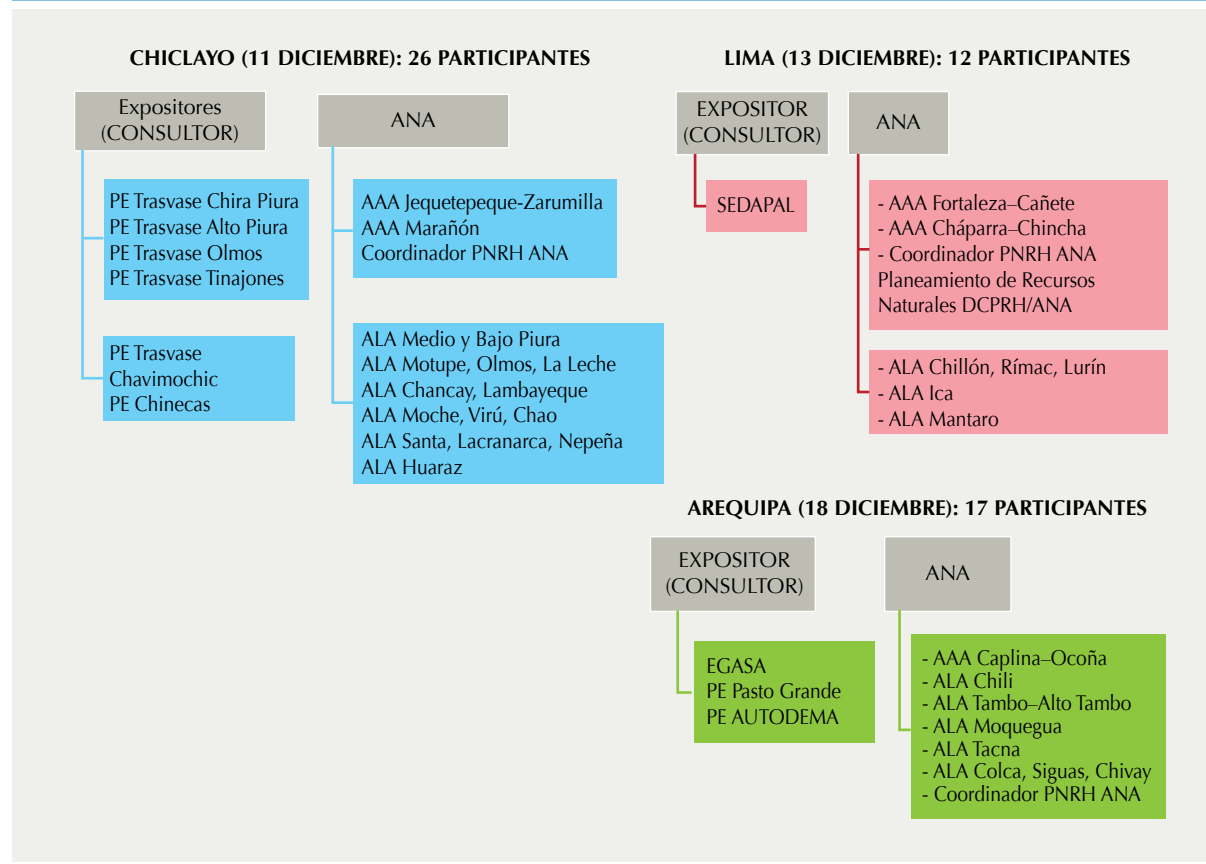 CHICLAYO (11 DICIEMBRE): 26 PARTICIPANTES
Expositores
(CONSULTOR)
ANA
PE Trasvase Chira Piura
PE Trasvase Alto Piura
PE Trasvase Olmos
PE Trasvase Tinajones
PE Trasvase
Chavimochic
PE Chinecas
AAA Jequetepeque-Zarumilla
AAA Marañón
Coordinador PNRH ANA
ALA Medio y Bajo Piura
ALA Motupe, Olmos, La Leche
ALA Chancay, Lambayeque
ALA Moche, Virú, Chao
ALA Santa, Lacranarca, Nepeña
ALA Huaraz
LIMA (13 DICIEMBRE): 12 PARTICIPANTES
EXPOSITOR
(CONSULTOR)
ANA
SEDAPAL
- AAA Fortaleza–Cañete
- AAA Cháparra–Chincha
- Coordinador PNRH ANA
Planeamiento de Recursos
Naturales DCPRH/ANA
- ALA Chillón, Rímac, Lurín
- ALA Ica
- ALA Mantaro
AREQUIPA (18 DICIEMBRE): 17 PARTICIPANTES
EXPOSITOR
(CONSULTOR)
ANA
EGASA
PE Pasto Grande
PE AUTODEMA
- AAA Caplina–Ocoña
- ALA Chili
- ALA Tambo–Alto Tambo
- ALA Moquegua
- ALA Tacna
- ALA Colca, Siguas, Chivay
- Coordinador PNRH ANA